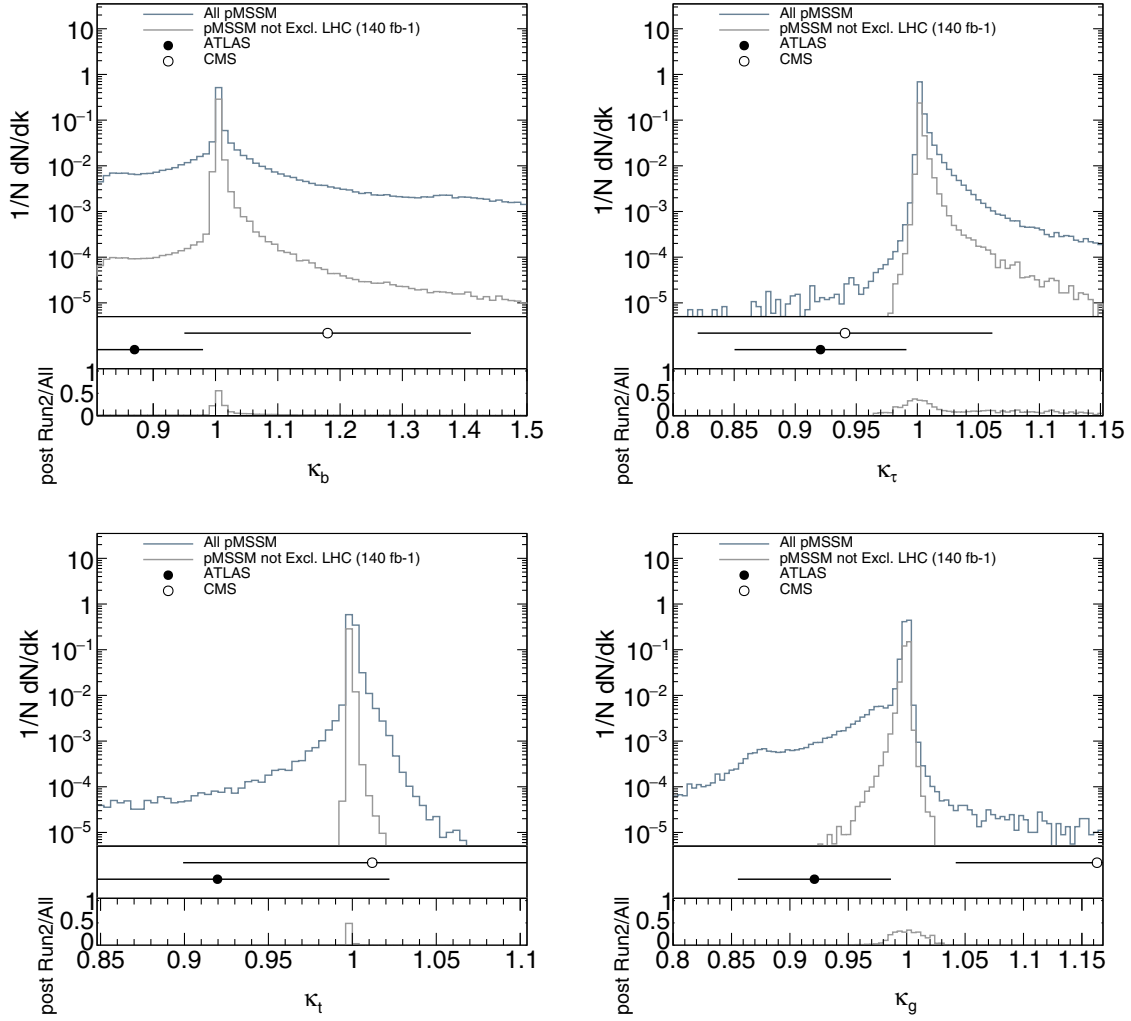 All pMSSM
pMSSM not Excl. LHC (140 fb-1)
ATLAS
CMS
10
1
10⁻¹
10⁻²
10⁻³
10⁻⁴
10⁻⁵
1/N dN/dk
1
0.5
0
post Run2/All
0.9 1 1.1 1.2 1.3 1.4 1.5
κb
All pMSSM
pMSSM not Excl. LHC (140 fb-1)
ATLAS
CMS
10
1
10⁻¹
10⁻²
10⁻³
10⁻⁴
10⁻⁵
1/N dN/dk
1
0.5
0
post Run2/All
0.8 0.85 0.9 0.95 1 1.05 1.1 1.15
κτ
All pMSSM
pMSSM not Excl. LHC (140 fb-1)
ATLAS
CMS
10
1
10⁻¹
10⁻²
10⁻³
10⁻⁴
10⁻⁵
1/N dN/dk
1
0.5
0
post Run2/All
0.85 0.9 0.95 1 1.05 1.1
κt
All pMSSM
pMSSM not Excl. LHC (140 fb-1)
ATLAS
CMS
10
1
10⁻¹
10⁻²
10⁻³
10⁻⁴
10⁻⁵
1/N dN/dk
1
0.5
0
post Run2/All
0.8 0.85 0.9 0.95 1 1.05 1.1 1.15
κg